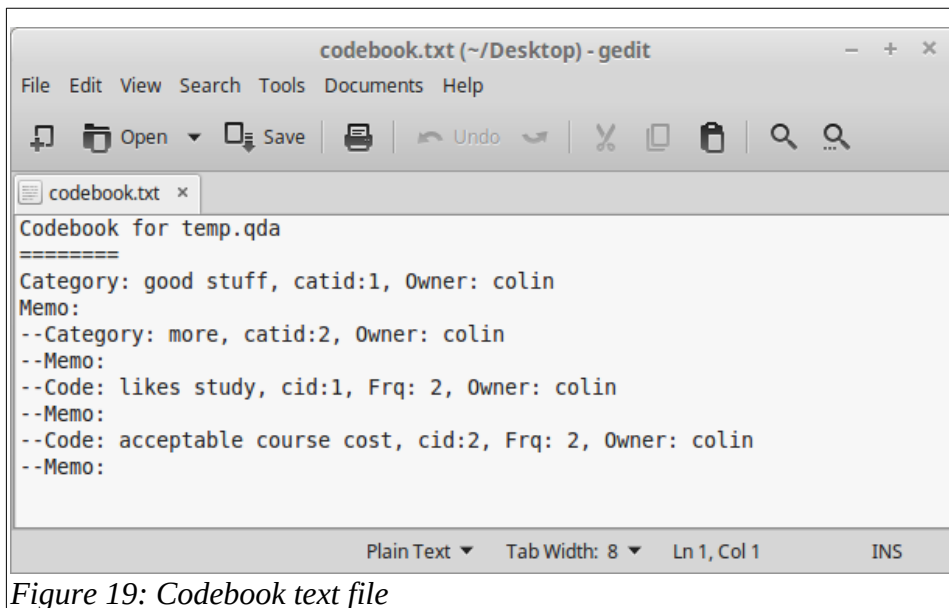 codebook.txt (~/Desktop) - gedit
File Edit View Search Tools Documents Help
Open Save Undo
codebook.txt ×
Codebook for temp.qda
========
Category: good stuff, catid:1, Owner: colin
Memo:
--Category: more, catid:2, Owner: colin
--Memo:
--Code: likes study, cid:1, Frq: 2, Owner: colin
--Memo:
--Code: acceptable course cost, cid:2, Frq: 2, Owner: colin
--Memo:
Plain Text Tab Width: 8 Ln 1, Col 1 INS
Figure 19: Codebook text file